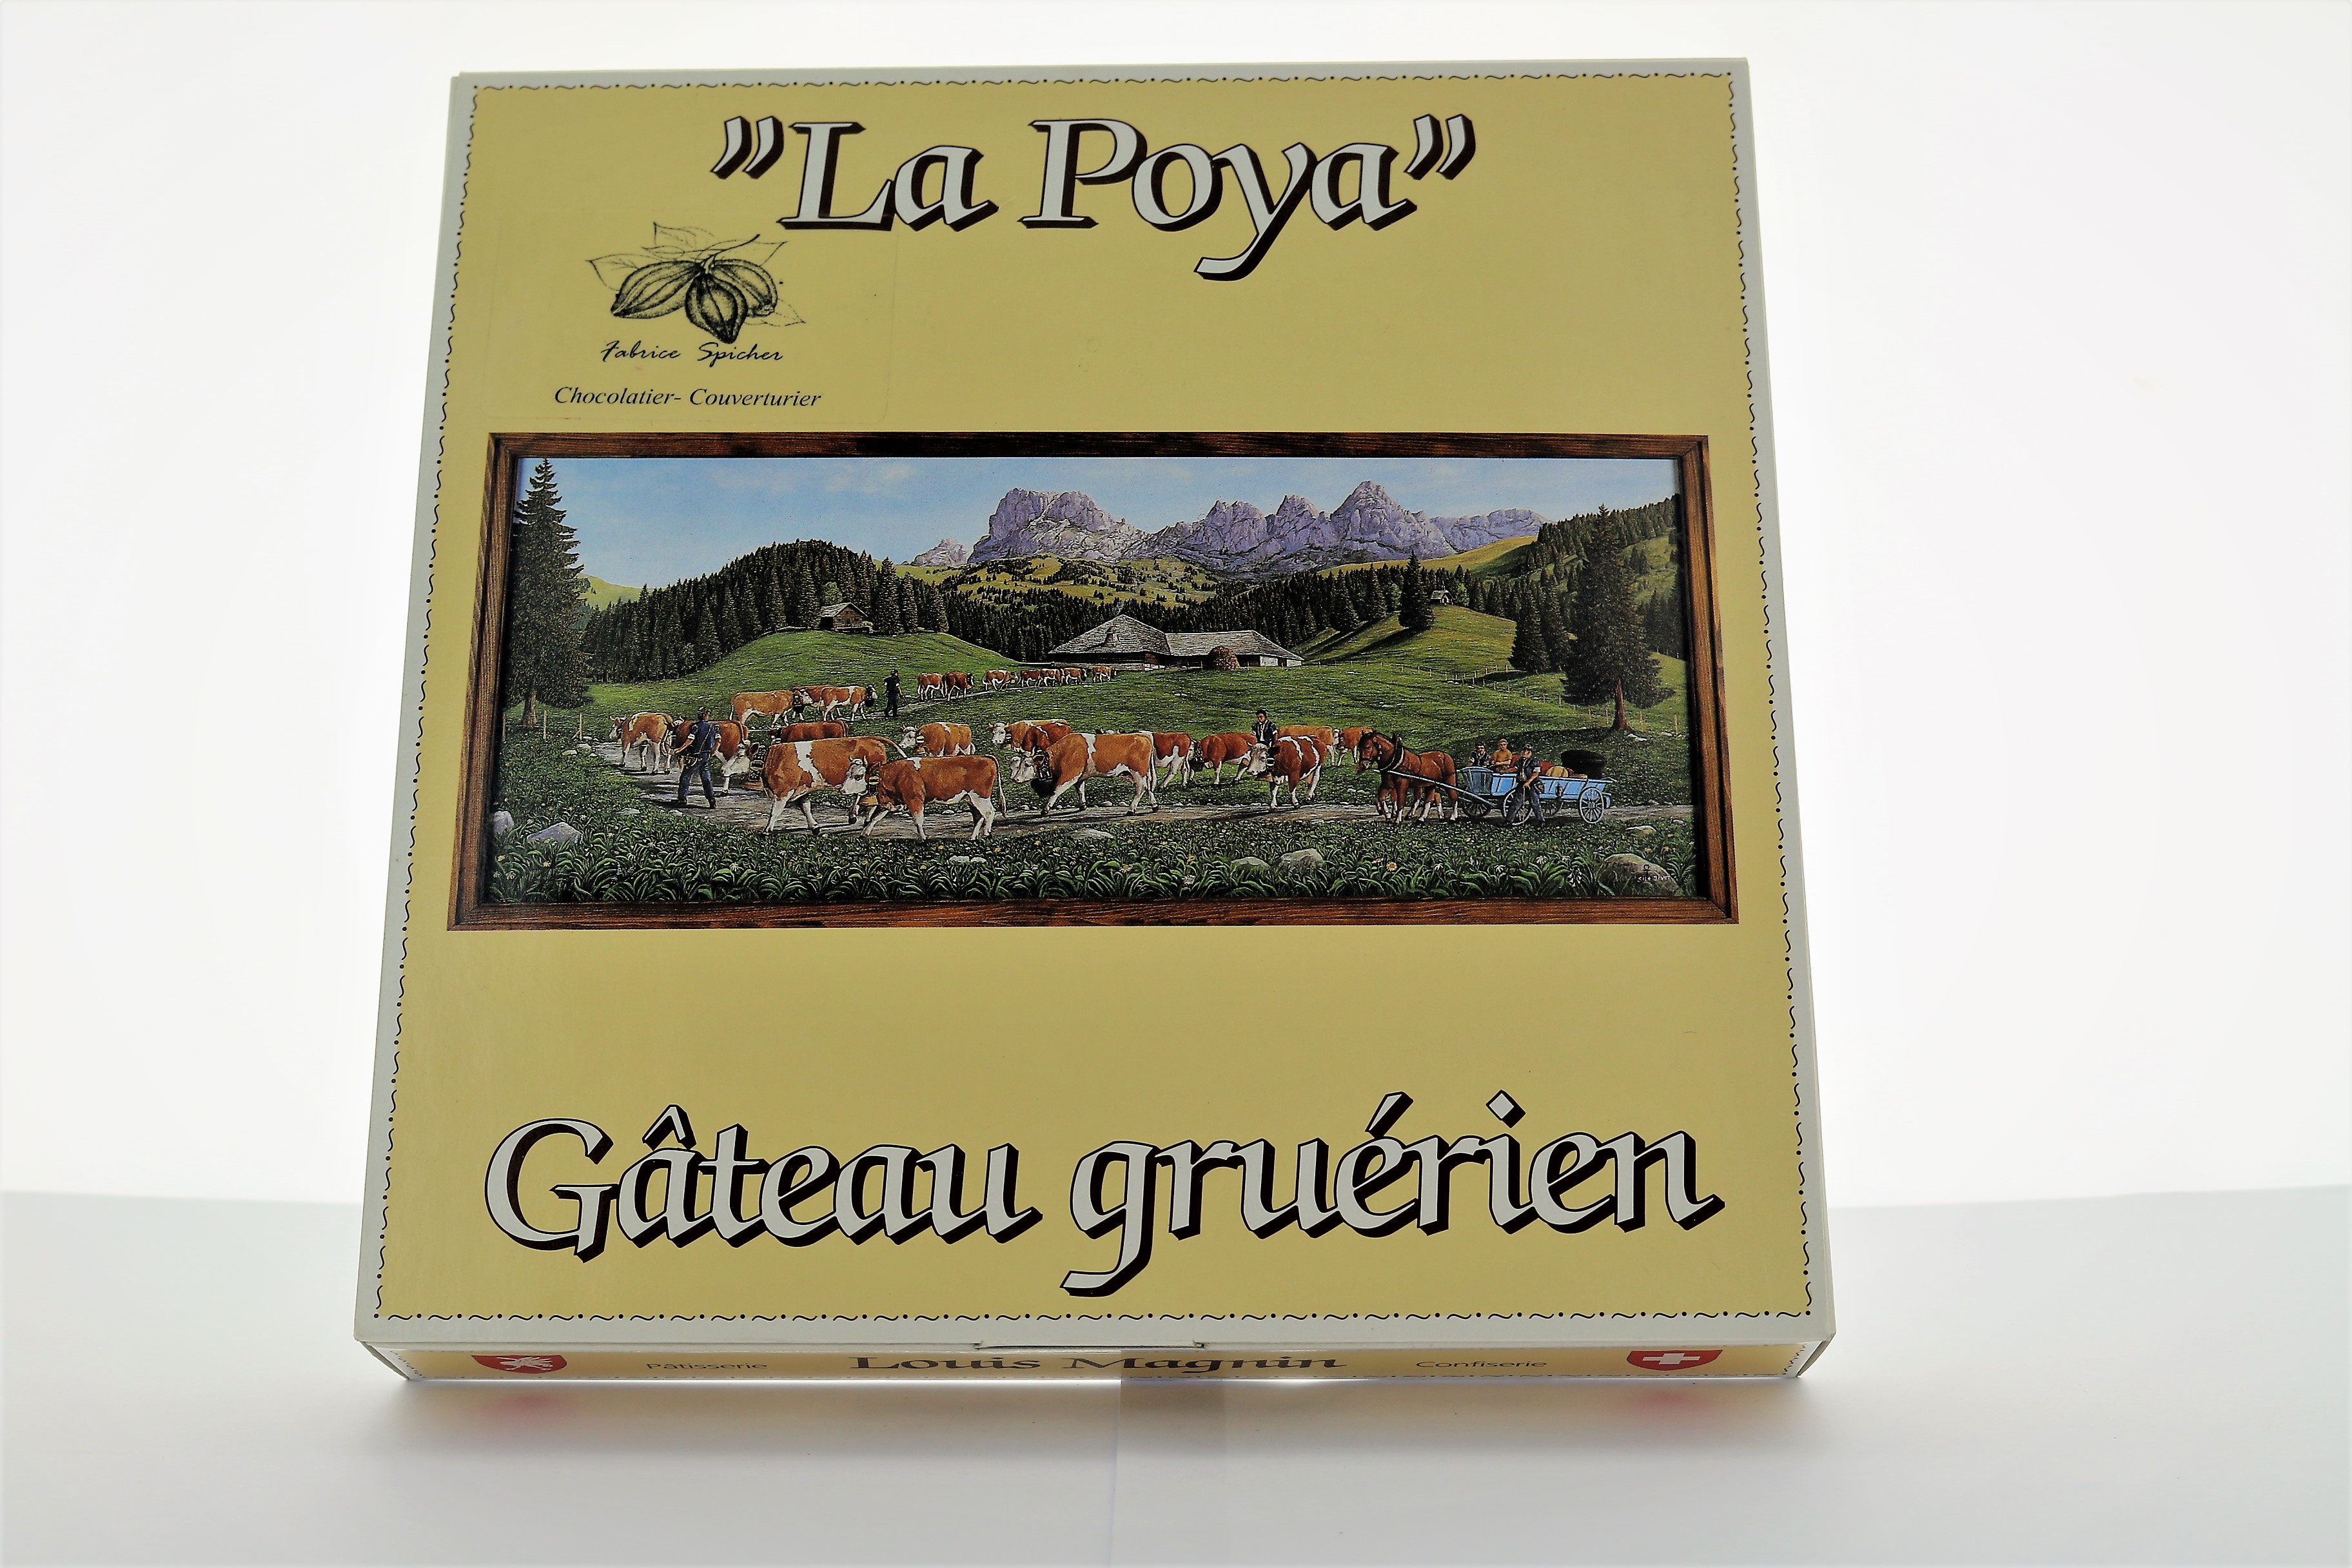 "La Poya"
Fabrice Spicher
Chocolatier- Couverturier
Gâteau gruérien
Pâtisserie Louis Magnin Confiserie